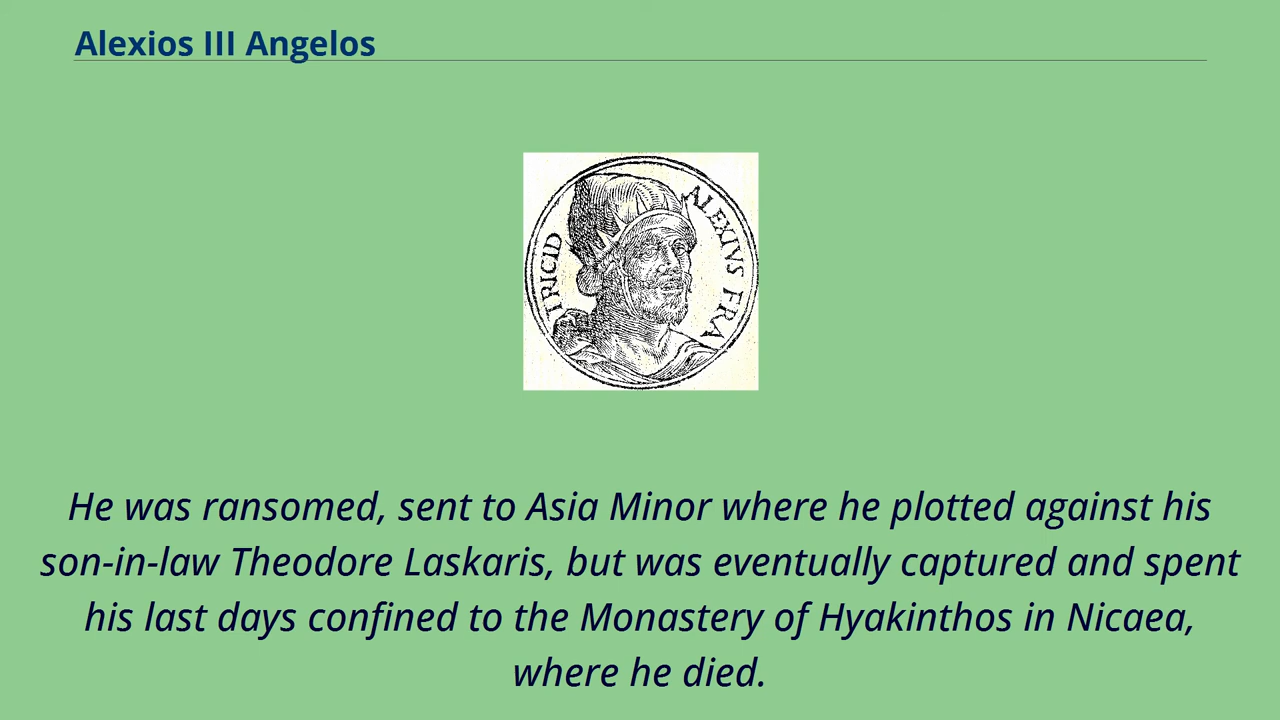 Alexios III Angelos
ALEXIVS FRA
TRICID
He was ransomed, sent to Asia Minor where he plotted against his
son-in-law Theodore Laskaris, but was eventually captured and spent
his last days confined to the Monastery of Hyakinthos in Nicaea,
where he died.